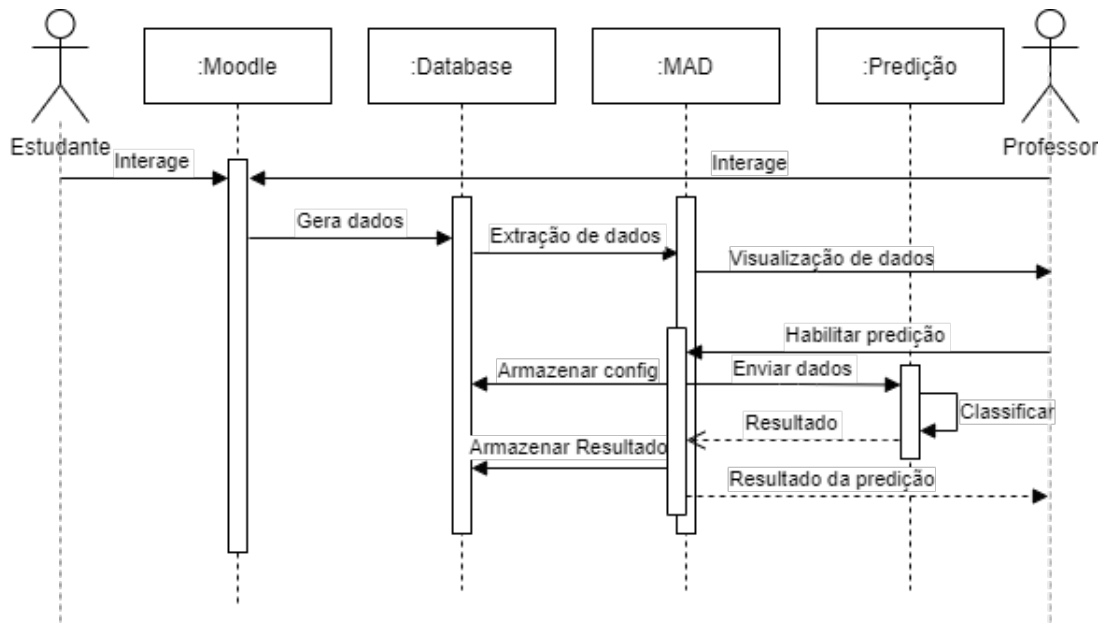 :Moodle
:Database
:MAD
:Predição
Estudante
Professor
Interage
Interage
Gera dados
Extração de dados
Visualização de dados
Habilitar predição
Armazenar config
Enviar dados
Classificar
Resultado
Armazenar Resultado
Resultado da predição